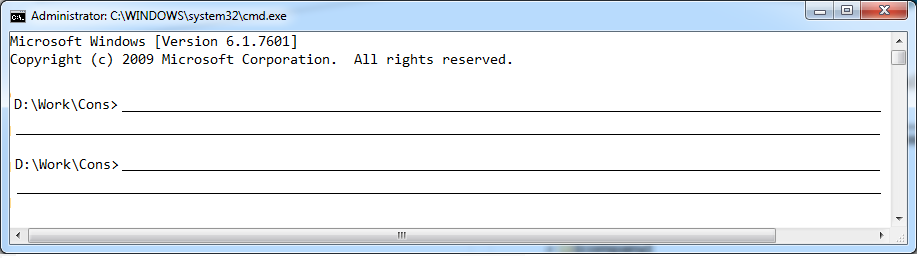 Administrator: C:\WINDOWS\system32\cmd.exe
Microsoft Windows [Version 6.1.7601]
Copyright (c) 2009 Microsoft Corporation.  All rights reserved.
D:\Work\Cons>
D:\Work\Cons>